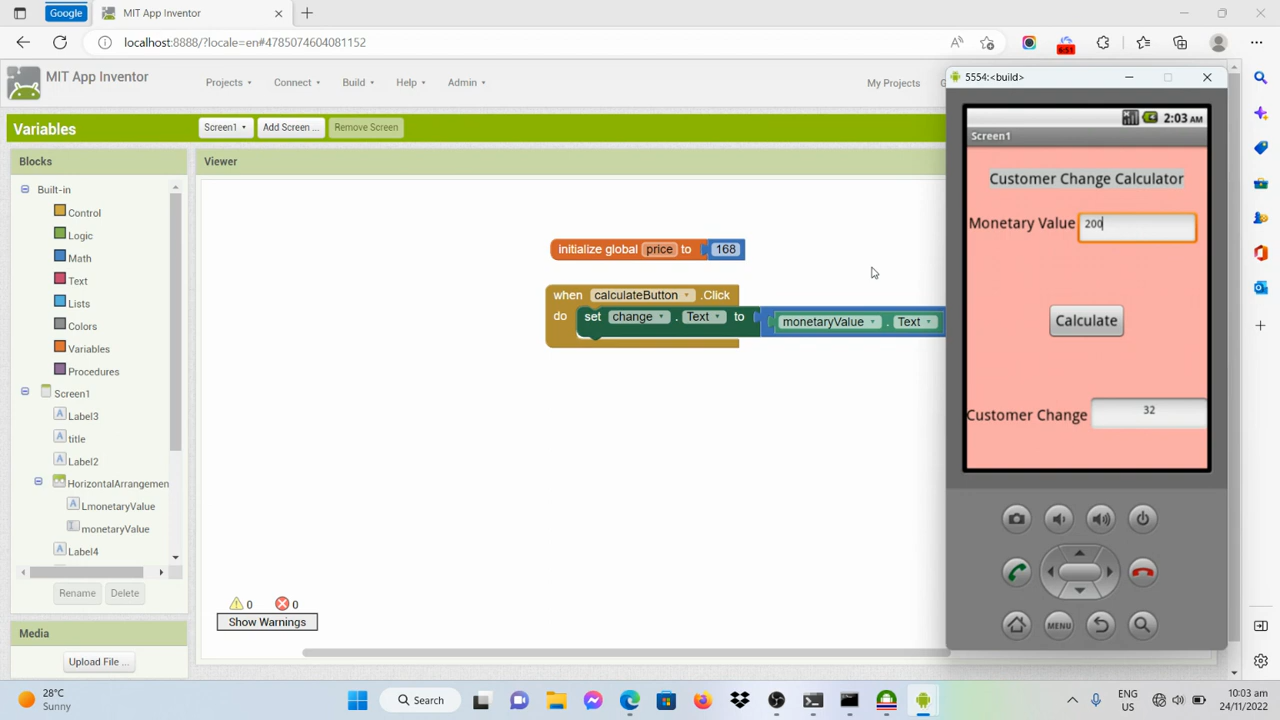 Google
MIT App Inventor
localhost:8888/?locale=en#4785074604081152
6:51
MIT App Inventor
Projects
Connect
Build
Help
Admin
My Projects
G
Variables
Screen1
Add Screen ...
Remove Screen
Blocks
Viewer
Built-in
Control
Logic
Math
Text
Lists
Colors
Variables
Procedures
Screen1
Label3
title
Label2
HorizontalArrangemen
LmonetaryValue
monetaryValue
Label4
Rename
Delete
Media
Upload File ...
initialize global price to 168
when calculateButton .Click
do set change . Text to monetaryValue . Text
0
0
Show Warnings
5554:<build>
2:03 AM
Screen1
Customer Change Calculator
Monetary Value 200
Calculate
Customer Change 32
MENU
28°C
Sunny
Search
ENG
US
10:03 am
24/11/2022